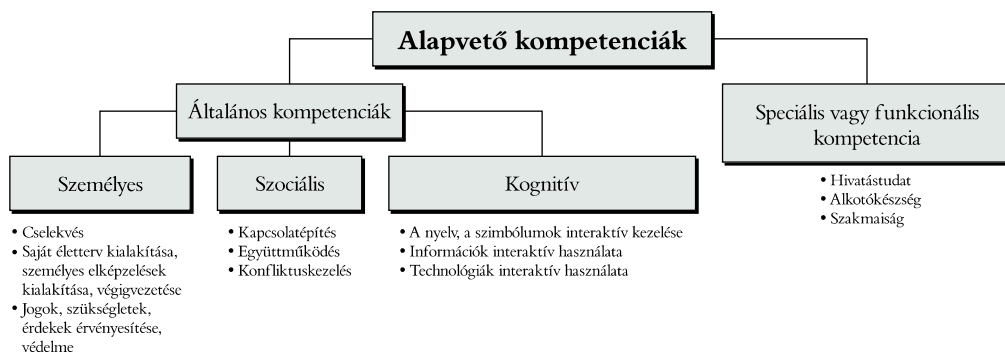 Alapvető kompetenciák
Általános kompetenciák
Speciális vagy funkcionális
kompetencia
Személyes
Szociális
Kognitív
• Cselekvés
• Saját életterv kialakítása,
személyes elképzelések
kialakítása, végigvezetése
• Jogok, szükségletek,
érdekek érvényesítése,
védelme
• Kapcsolatépítés
• Együttműködés
• Konfliktuskezelés
• A nyelv, a szimbólumok interaktív kezelése
• Információk interaktív használata
• Technológiák interaktív használata
• Hivatástudat
• Alkotókészség
• Szakmaiság